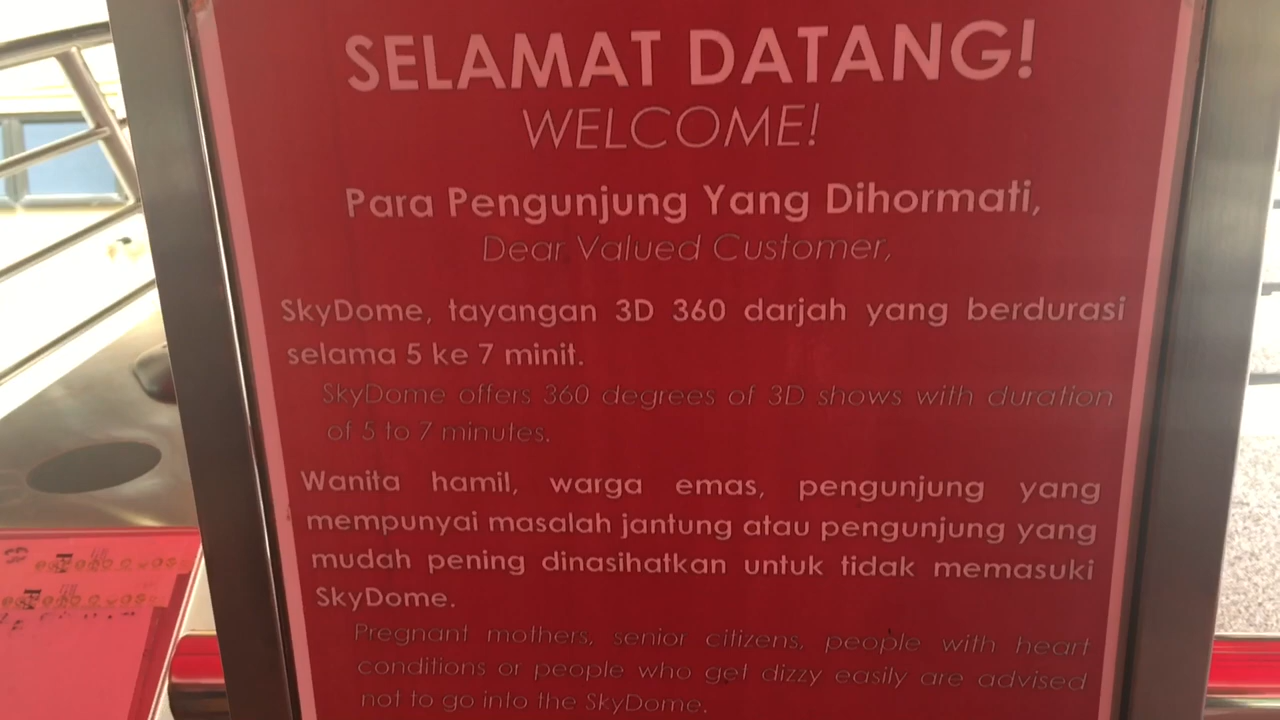 SELAMAT DATANG!
WELCOME!
Para Pengunjung Yang Dihormati,
Dear Valued Customer,
SkyDome, tayangan 3D 360 darjah yang berdurasi
selama 5 ke 7 minit.
SkyDome offers 360 degrees of 3D shows with duration
of 5 to 7 minutes.
Wanita hamil, warga emas, pengunjung yang
mempunyai masalah jantung atau pengunjung yang
mudah pening dinasihatkan untuk tidak memasuki
SkyDome.
Pregnant mothers, senior citizens, people with heart
conditions or people who get dizzy easily are advised
not to go into the SkyDome.